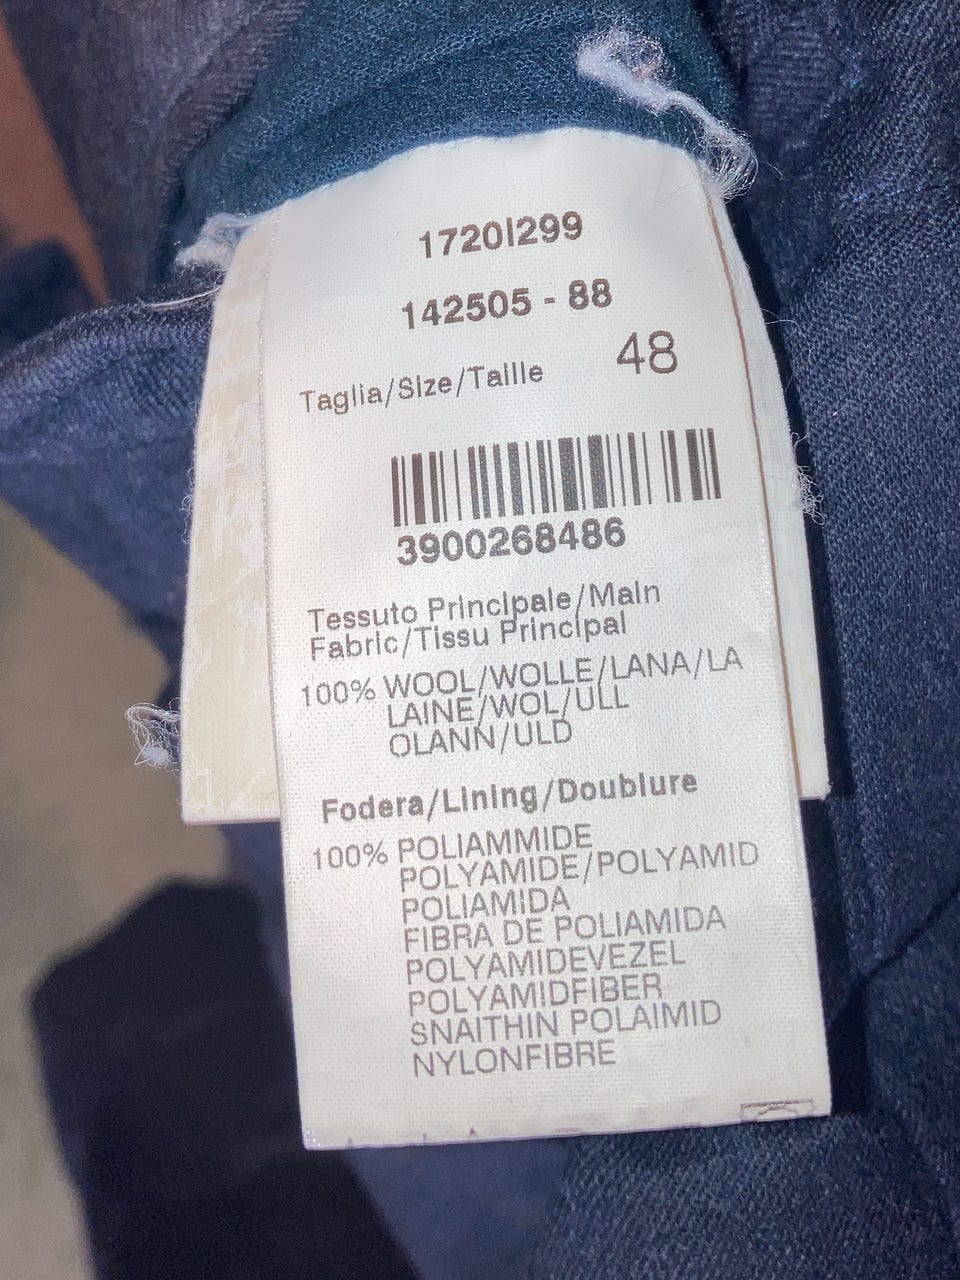 1720I299
142505 - 88
Taglia/Size/Taille 48
3900268486
Tessuto Principale/Main
Fabric/Tissu Principal
100% WOOL/WOLLE/LANA/LA
LAINE/WOL/ULL
OLANN/ULD
Fodera/Lining/Doublure
100% POLIAMMIDE
POLYAMIDE/POLYAMID
POLIAMIDA
FIBRA DE POLIAMIDA
POLYAMIDEVEZEL
POLYAMIDFIBER
SNAITHIN POLAIMID
NYLONFIBRE